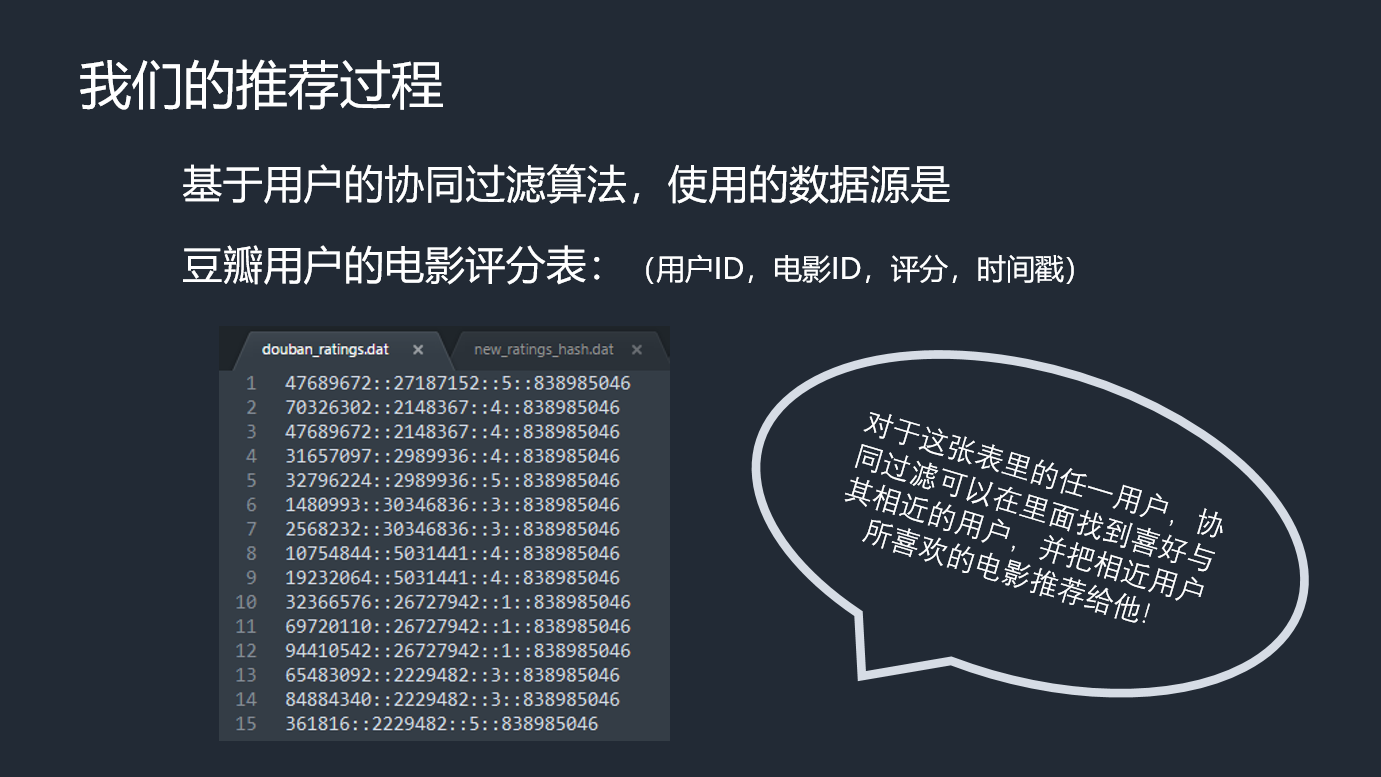 我们的推荐过程
基于用户的协同过滤算法，使用的数据源是
豆瓣用户的电影评分表：（用户ID，电影ID，评分，时间戳）
douban_ratings.dat × new_ratings_hash.dat ×
1 47689672::27187152::5::838985046
2 70326302::2148367::4::838985046
3 47689672::2148367::4::838985046
4 31657097::2989936::4::838985046
5 32796224::2989936::5::838985046
6 1480993::30346836::3::838985046
7 2568232::30346836::3::838985046
8 10754844::5031441::4::838985046
9 19232064::5031441::4::838985046
10 32366576::26727942::1::838985046
11 69720110::26727942::1::838985046
12 94410542::26727942::1::838985046
13 65483092::2229482::3::838985046
14 84884340::2229482::3::838985046
15 361816::2229482::5::838985046
对于这张表里的任一用户，协
同过滤可以在里面找到喜好与
其相近的用户，并把相近用户
所喜欢的电影推荐给他！